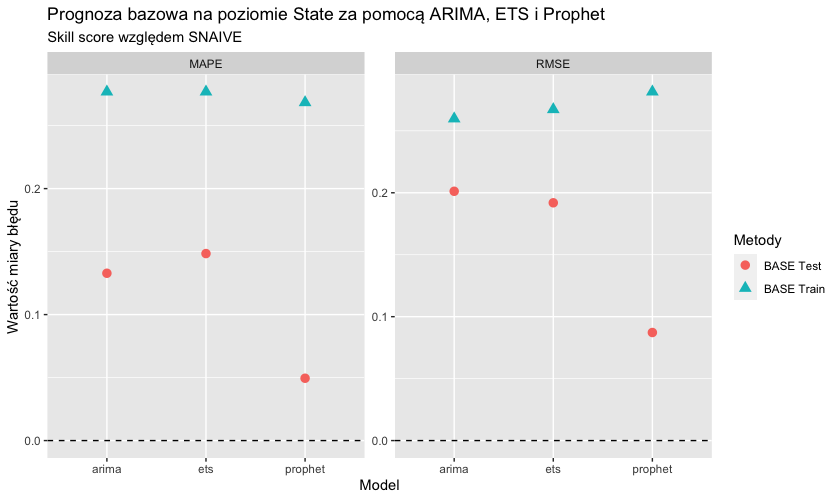 Prognoza bazowa na poziomie State za pomocą ARIMA, ETS i Prophet
Skill score względem SNAIVE
MAPE
RMSE
Wartość miary błędu
0.2
0.1
0.0
0.2
0.1
0.0
arima
ets
prophet
arima
ets
prophet
Model
Metody
BASE Test
BASE Train